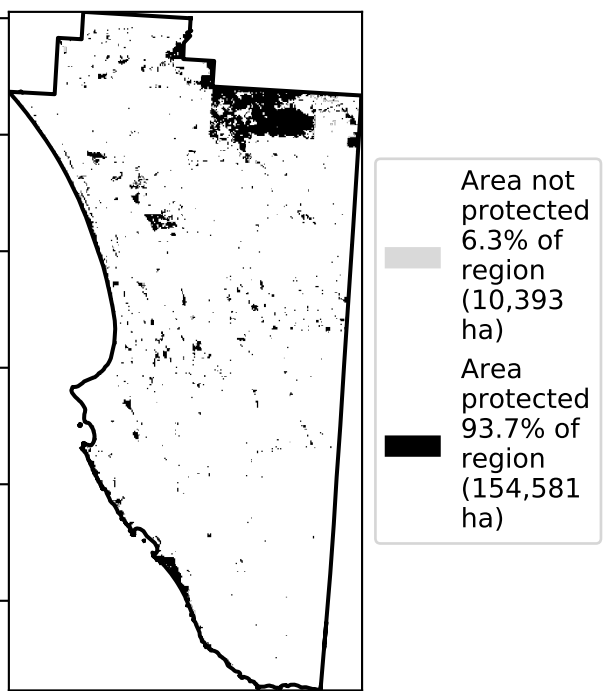 Area not
protected
6.3% of
region
(10,393
ha)
Area
protected
93.7% of
region
(154,581
ha)